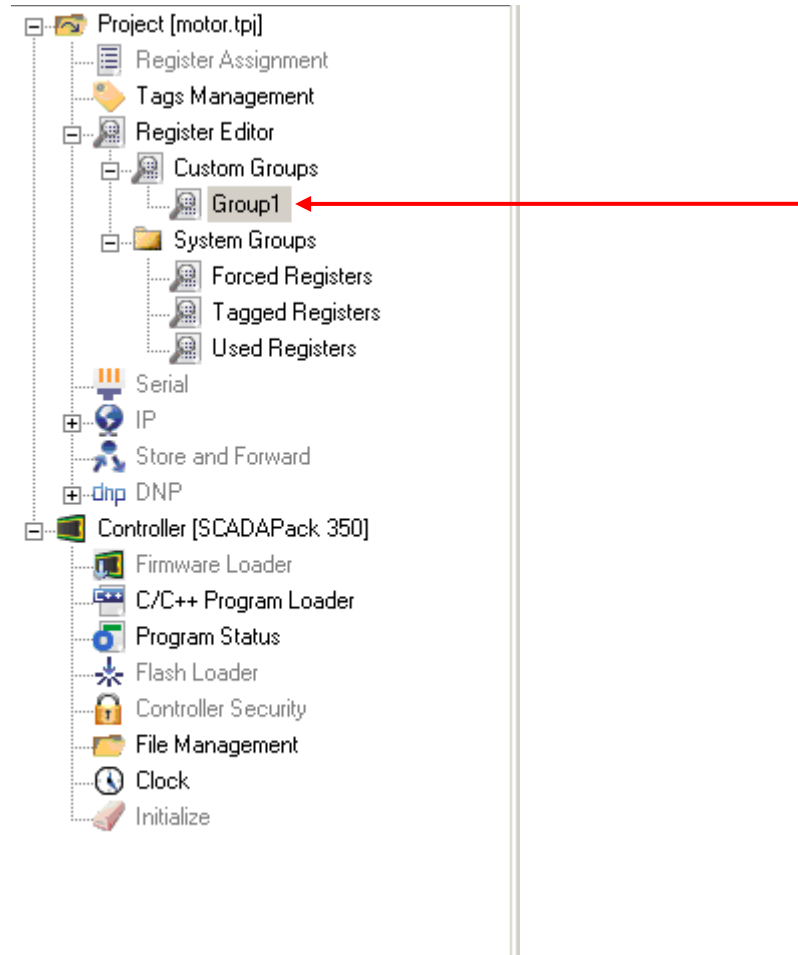 Project [motor.tpj]
Register Assignment
Tags Management
Register Editor
Custom Groups
Group1
System Groups
Forced Registers
Tagged Registers
Used Registers
Serial
IP
Store and Forward
dnp DNP
Controller [SCADAPack 350]
Firmware Loader
C/C++ Program Loader
Program Status
Flash Loader
Controller Security
File Management
Clock
Initialize